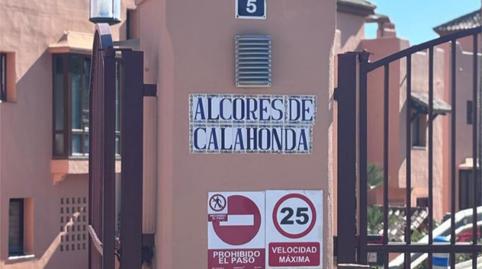 5
ALCORES DE
CALAHONDA
PROHIBIDO
EL PASO
25
VELOCIDAD
MÁXIMA